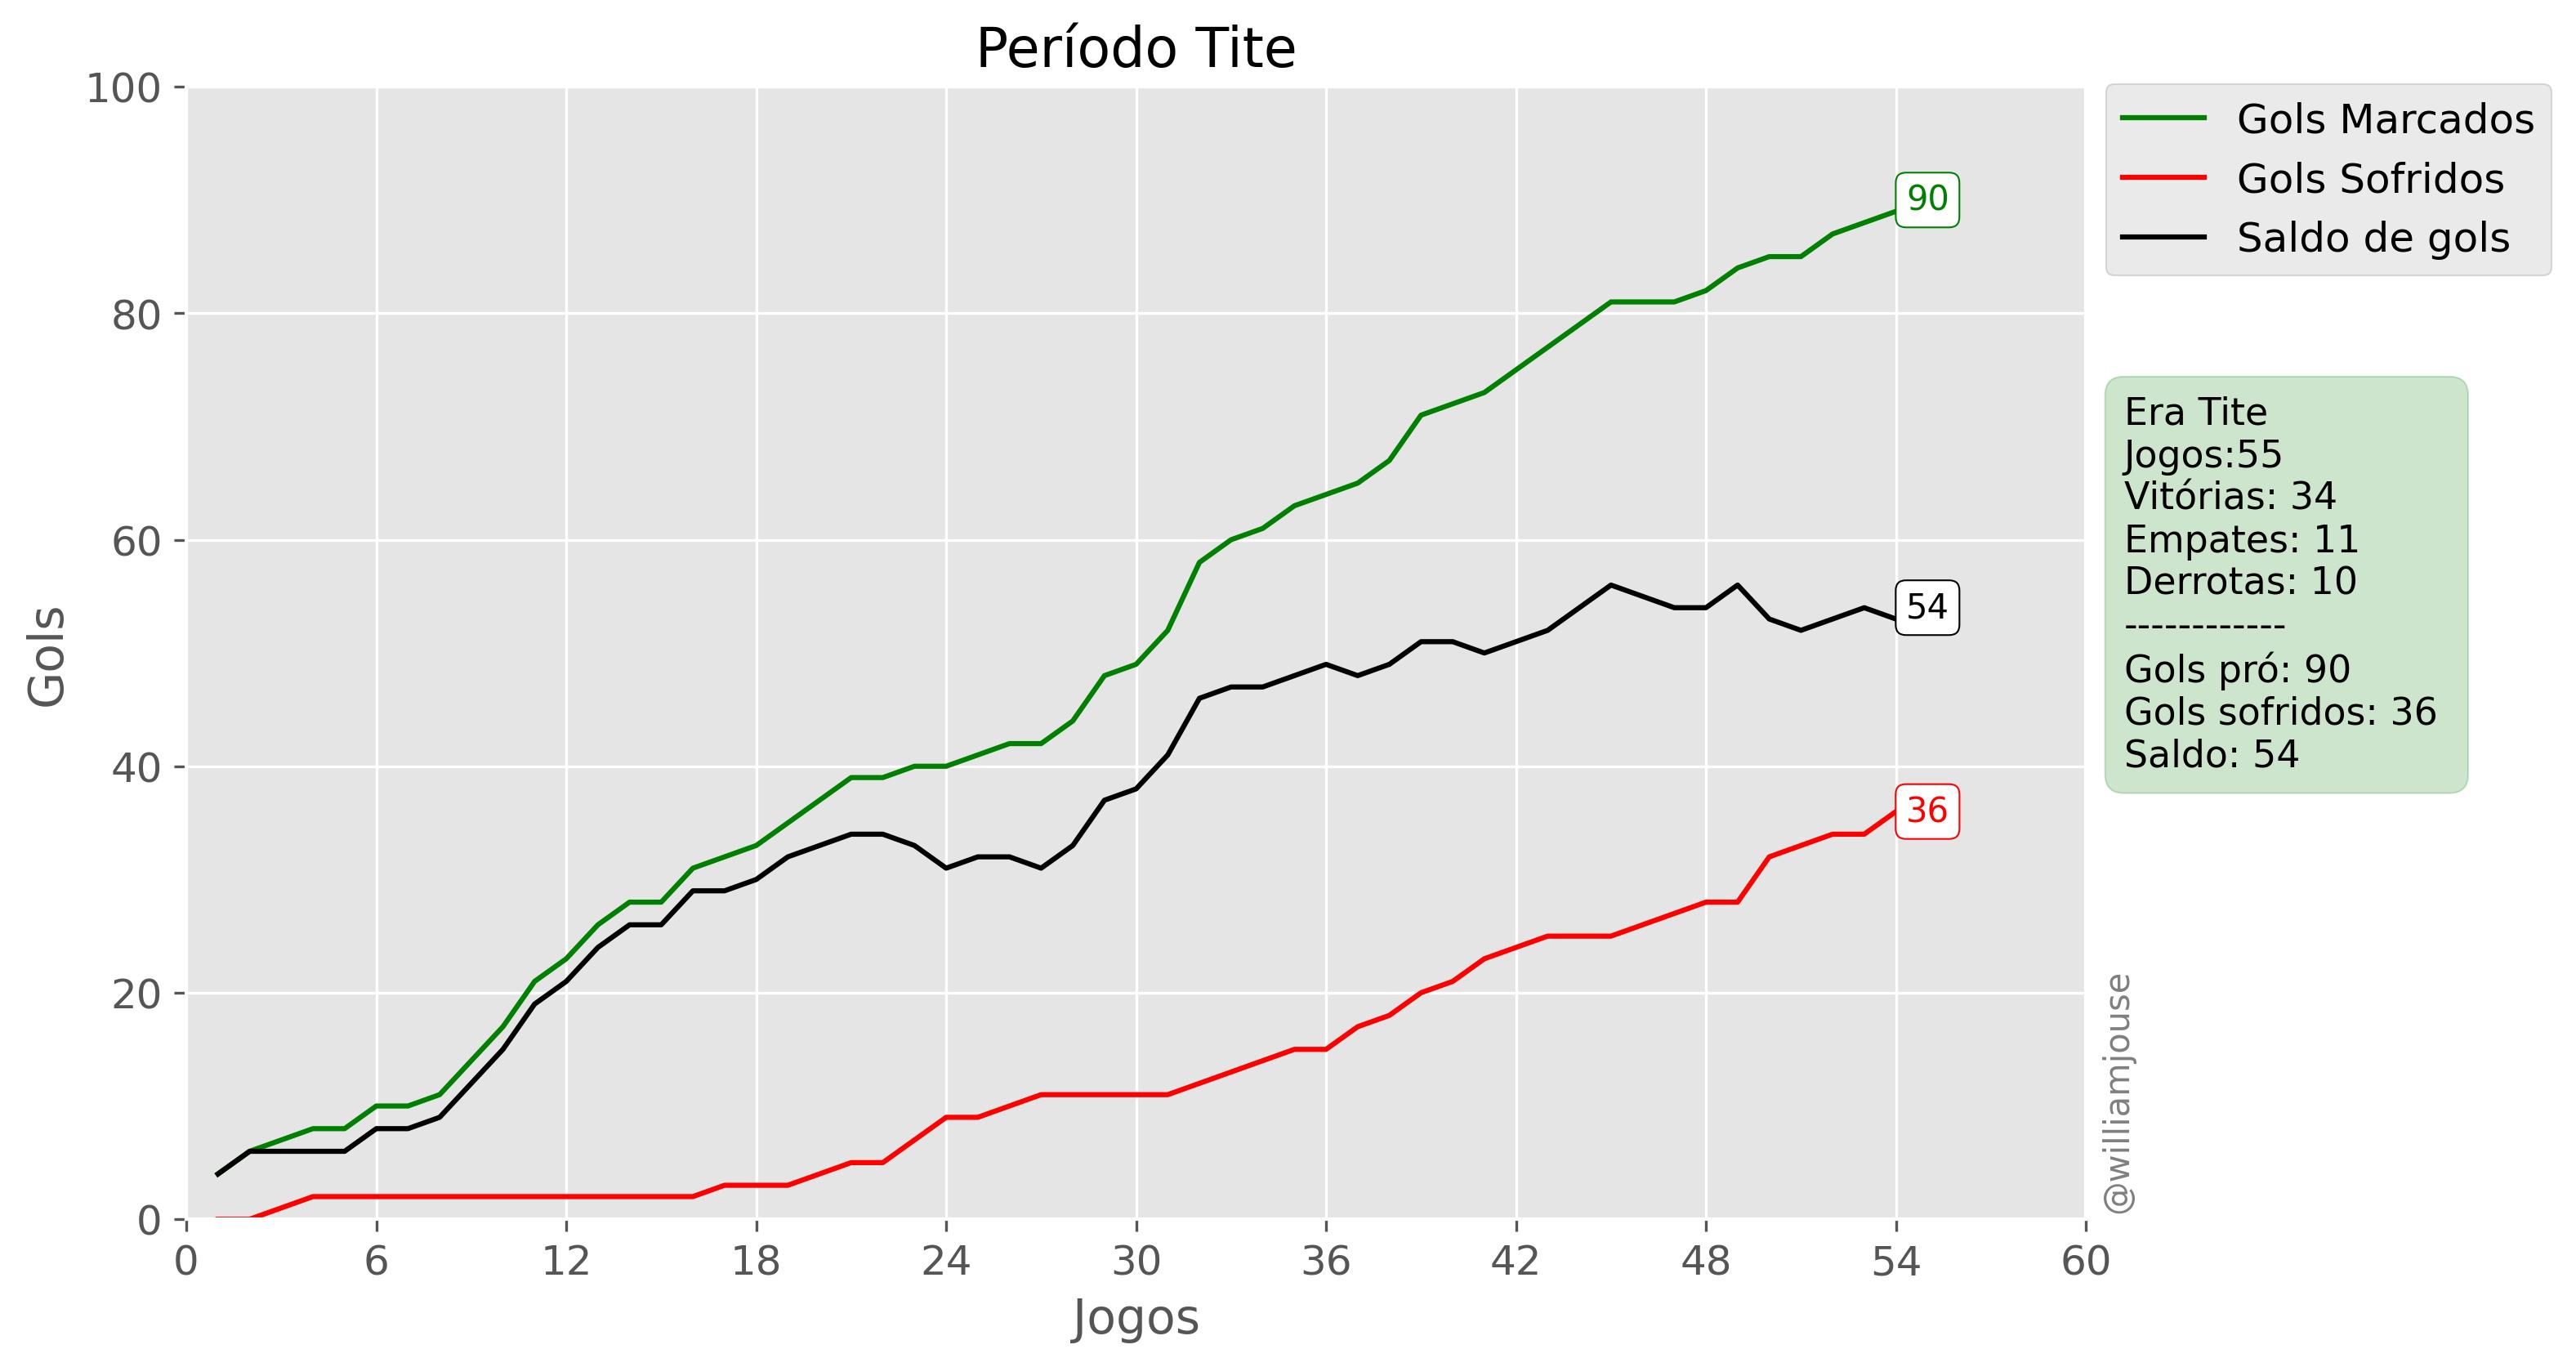 Período Tite
100
80
60
40
20
0
Gols
0 6 12 18 24 30 36 42 48 54 60
Jogos
90
54
36
Gols Marcados
Gols Sofridos
Saldo de gols
Era Tite
Jogos:55
Vitórias: 34
Empates: 11
Derrotas: 10
------------
Gols pró: 90
Gols sofridos: 36
Saldo: 54
@williamjouse